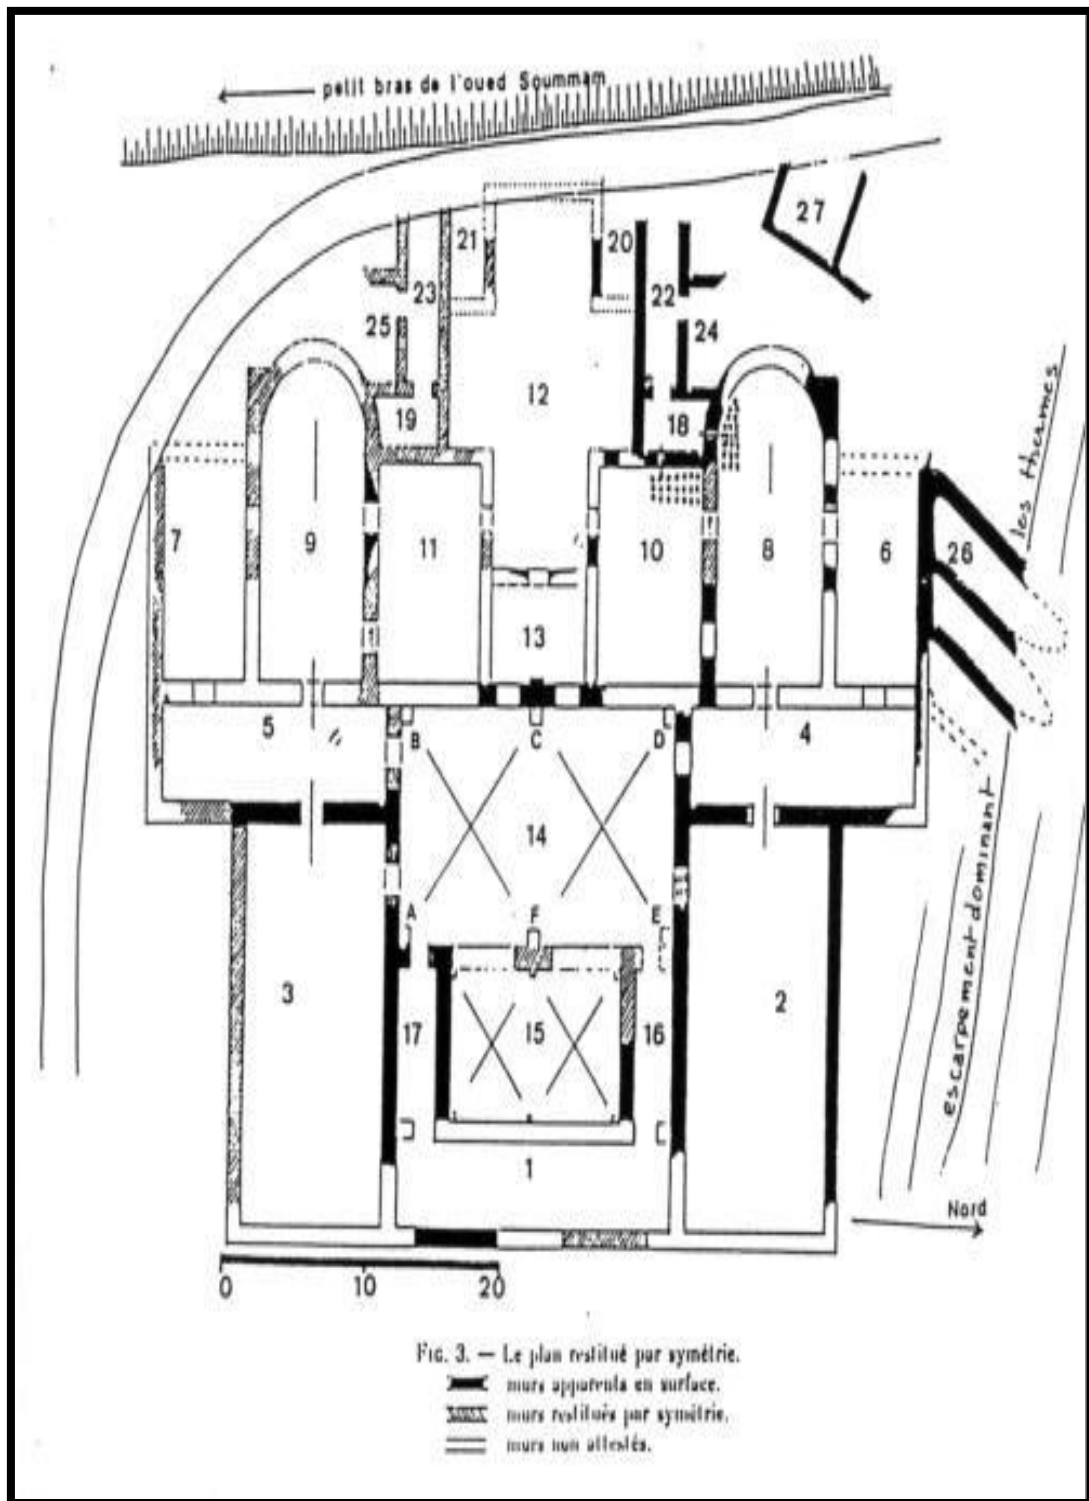 petit bras de l'oued Soummam
27
21
20
23
22
25
24
12
19
18
les thermes
7
9
11
10
8
6
26
13
5
B
C
D
4
14
A
F
E
3
17
15
16
2
escarpement dominant
1
Nord
0
10
20
FIG. 3. — Le plan restitué par symétrie.
murs apparents en surface.
murs restitués par symétrie.
murs non attestés.